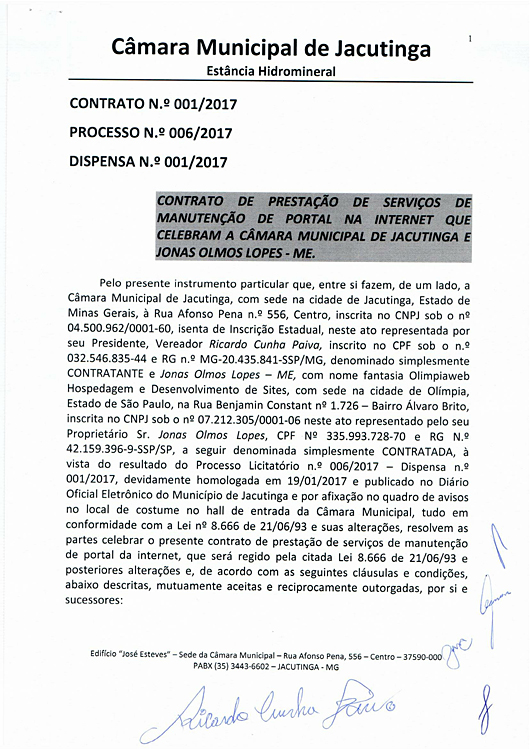 1
Câmara Municipal de Jacutinga
Estância Hidromineral
CONTRATO N.º 001/2017
PROCESSO N.º 006/2017
DISPENSA N.º 001/2017
CONTRATO DE PRESTAÇÃO DE SERVIÇOS DE
MANUTENÇÃO DE PORTAL NA INTERNET QUE
CELEBRAM A CÂMARA MUNICIPAL DE JACUTINGA E
JONAS OLMOS LOPES - ME.
Pelo presente instrumento particular que, entre si fazem, de um lado, a
Câmara Municipal de Jacutinga, com sede na cidade de Jacutinga, Estado de
Minas Gerais, à Rua Afonso Pena n.º 556, Centro, inscrita no CNPJ sob o nº
04.500.962/0001-60, isenta de Inscrição Estadual, neste ato representada por
seu Presidente, Vereador Ricardo Cunha Paiva, inscrito no CPF sob o n.º
032.546.835-44 e RG n.º MG-20.435.841-SSP/MG, denominado simplesmente
CONTRATANTE e Jonas Olmos Lopes – ME, com nome fantasia Olimpiaweb
Hospedagem e Desenvolvimento de Sites, com sede na cidade de Olímpia,
Estado de São Paulo, na Rua Benjamin Constant nº 1.726 – Bairro Álvaro Brito,
inscrita no CNPJ sob o nº 07.212.305/0001-06 neste ato representado pelo seu
Proprietário Sr. Jonas Olmos Lopes, CPF Nº 335.993.728-70 e RG N.º
42.159.396-9-SSP/SP, a seguir denominada simplesmente CONTRATADA, à
vista do resultado do Processo Licitatório n.º 006/2017 – Dispensa n.º
001/2017, devidamente homologada em 19/01/2017 e publicado no Diário
Oficial Eletrônico do Município de Jacutinga e por afixação no quadro de avisos
no local de costume no hall de entrada da Câmara Municipal, tudo em
conformidade com a Lei nº 8.666 de 21/06/93 e suas alterações, resolvem as
partes celebrar o presente contrato de prestação de serviços de manutenção
de portal da internet, que será regido pela citada Lei 8.666 de 21/06/93 e
posteriores alterações e, de acordo com as seguintes cláusulas e condições,
abaixo descritas, mutuamente aceitas e reciprocamente outorgadas, por si e
sucessores:
Edifício "José Esteves" – Sede da Câmara Municipal – Rua Afonso Pena, 556 – Centro – 37590-000
PABX (35) 3443-6602 – JACUTINGA - MG
Ricardo Cunha Paiva